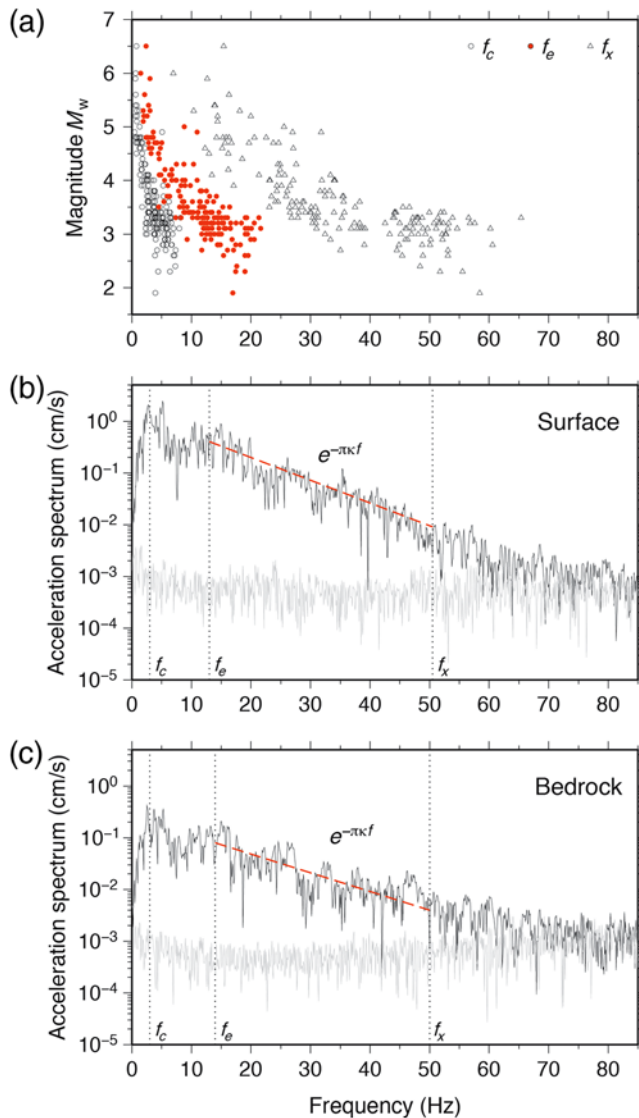 (a)
7
6
5
4
3
2
Magnitude Mw
fc fe fx
0 10 20 30 40 50 60 70 80
(b)
10⁰
10⁻¹
10⁻²
10⁻³
10⁻⁴
10⁻⁵
Acceleration spectrum (cm/s)
Surface
e^−πκf
fc fe fx
0 10 20 30 40 50 60 70 80
(c)
10⁰
10⁻¹
10⁻²
10⁻³
10⁻⁴
10⁻⁵
Acceleration spectrum (cm/s)
Bedrock
e^−πκf
fc fe fx
0 10 20 30 40 50 60 70 80
Frequency (Hz)